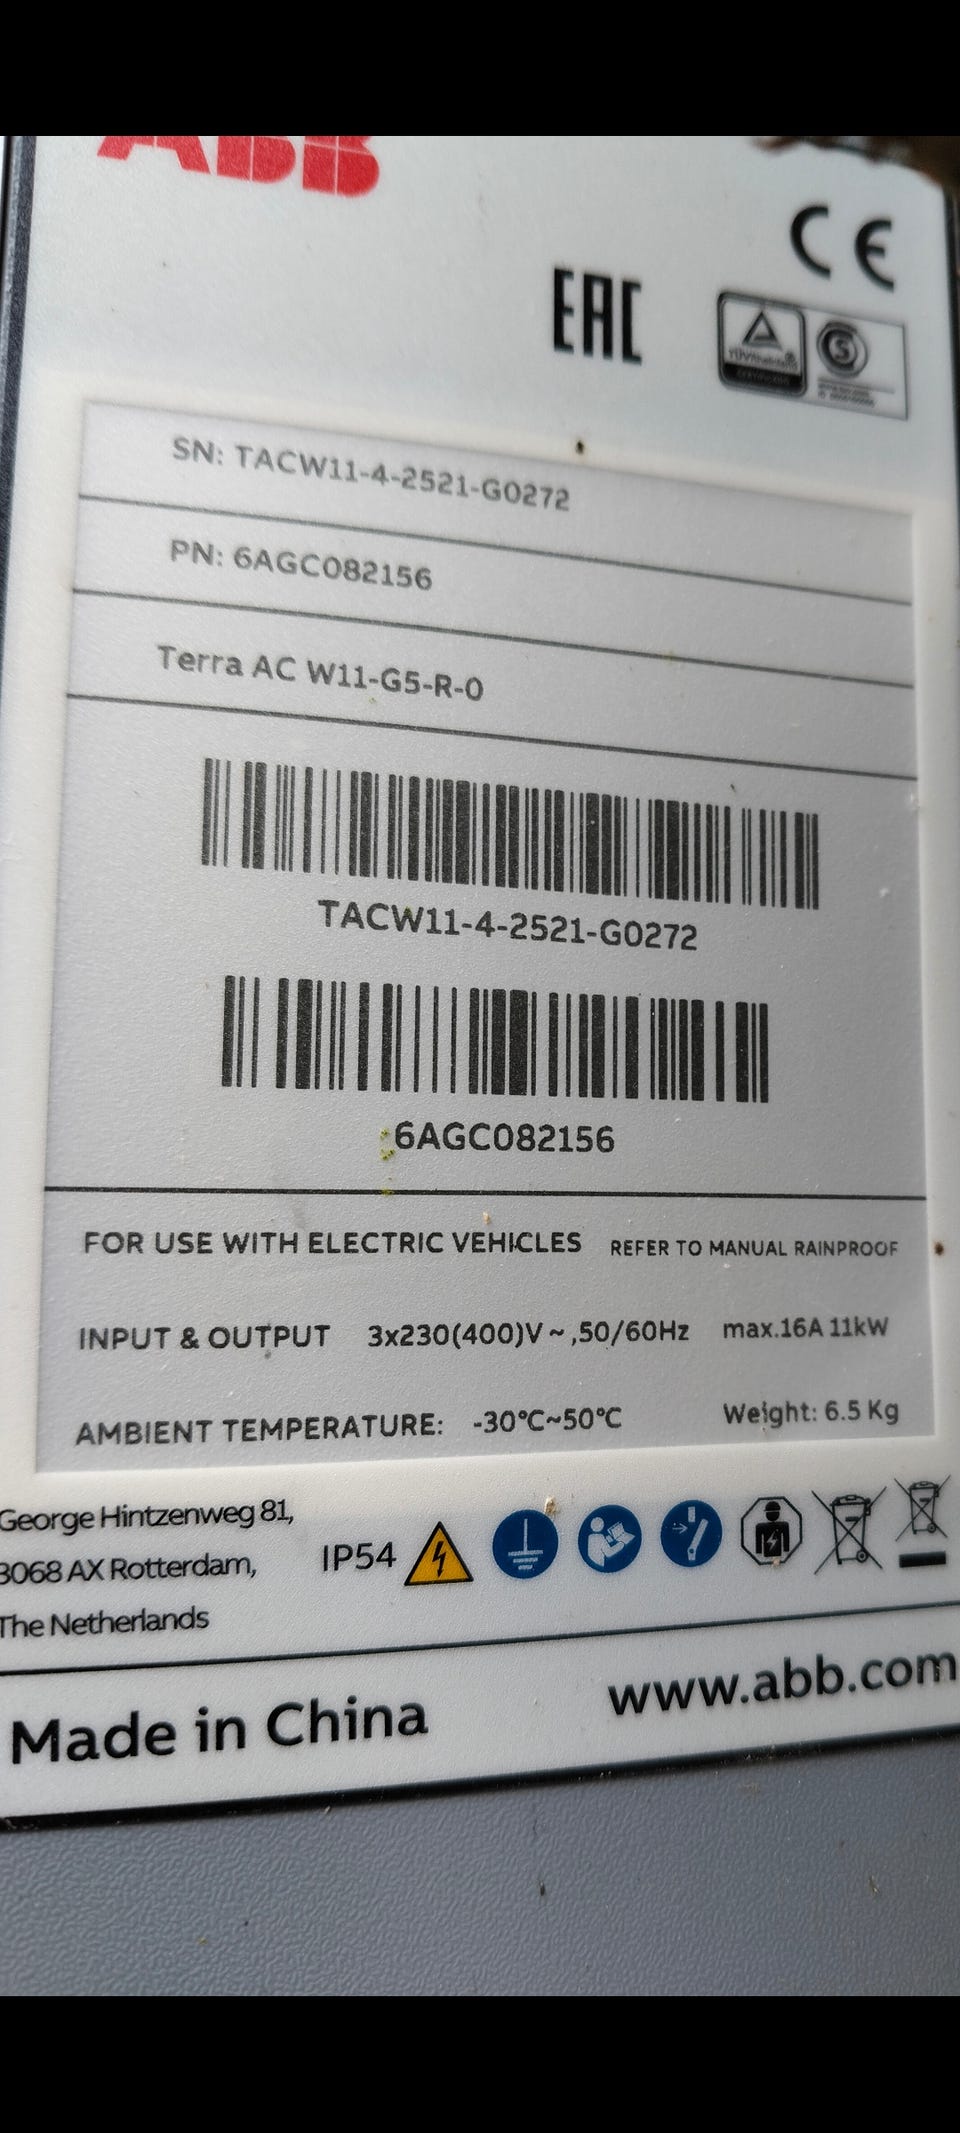 ABB
CE
EAC
SN: TACW11-4-2521-G0272
PN: 6AGC082156
Terra AC W11-G5-R-0
TACW11-4-2521-G0272
6AGC082156
FOR USE WITH ELECTRIC VEHICLES REFER TO MANUAL RAINPROOF
INPUT & OUTPUT 3x230(400)V~,50/60Hz max.16A 11kW
AMBIENT TEMPERATURE: -30°C~50°C Weight: 6.5 Kg
George Hintzenweg 81,
3068 AX Rotterdam,
The Netherlands
IP54
Made in China
www.abb.com